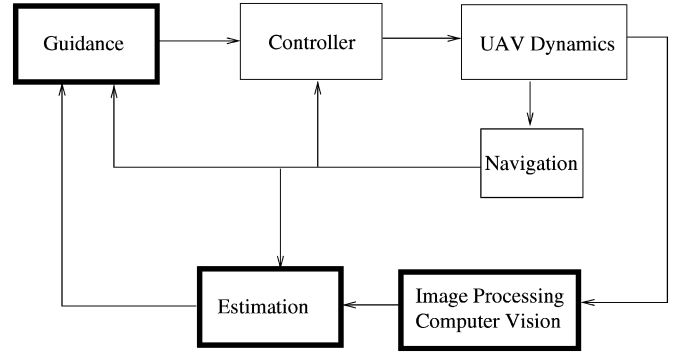 Guidance
Controller
UAV Dynamics
Navigation
Estimation
Image Processing
Computer Vision